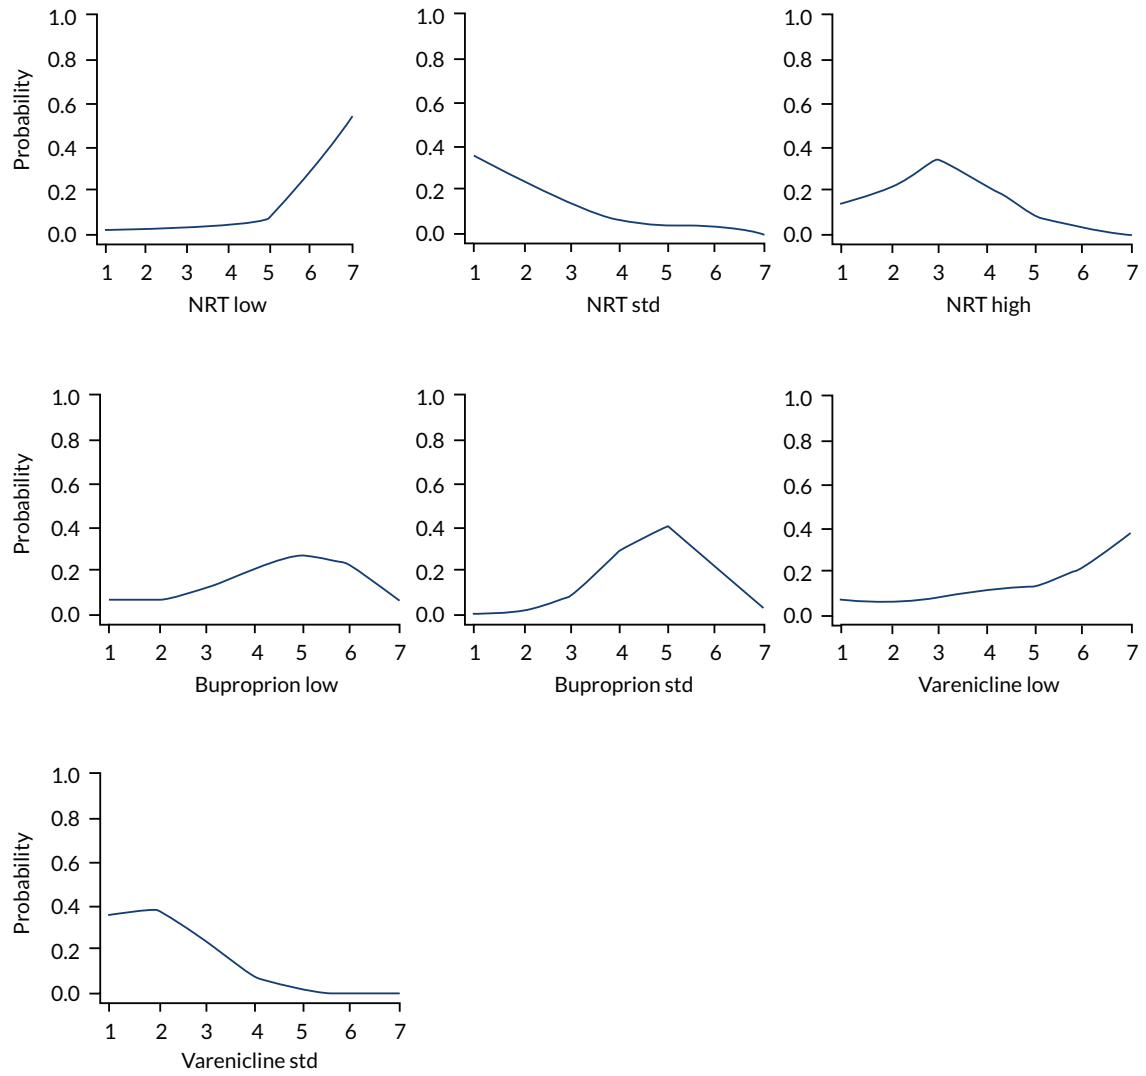 1.0 1.0 1.0
0.8 0.8 0.8
0.6 0.6 0.6
0.4 0.4 0.4
0.2 0.2 0.2
0.0 0.0 0.0
Probability
1 2 3 4 5 6 7 1 2 3 4 5 6 7 1 2 3 4 5 6 7
NRT low NRT std NRT high
1.0 1.0 1.0
0.8 0.8 0.8
0.6 0.6 0.6
0.4 0.4 0.4
0.2 0.2 0.2
0.0 0.0 0.0
Probability
1 2 3 4 5 6 7 1 2 3 4 5 6 7 1 2 3 4 5 6 7
Buproprion low Buproprion std Varenicline low
1.0
0.8
0.6
0.4
0.2
0.0
Probability
1 2 3 4 5 6 7
Varenicline std